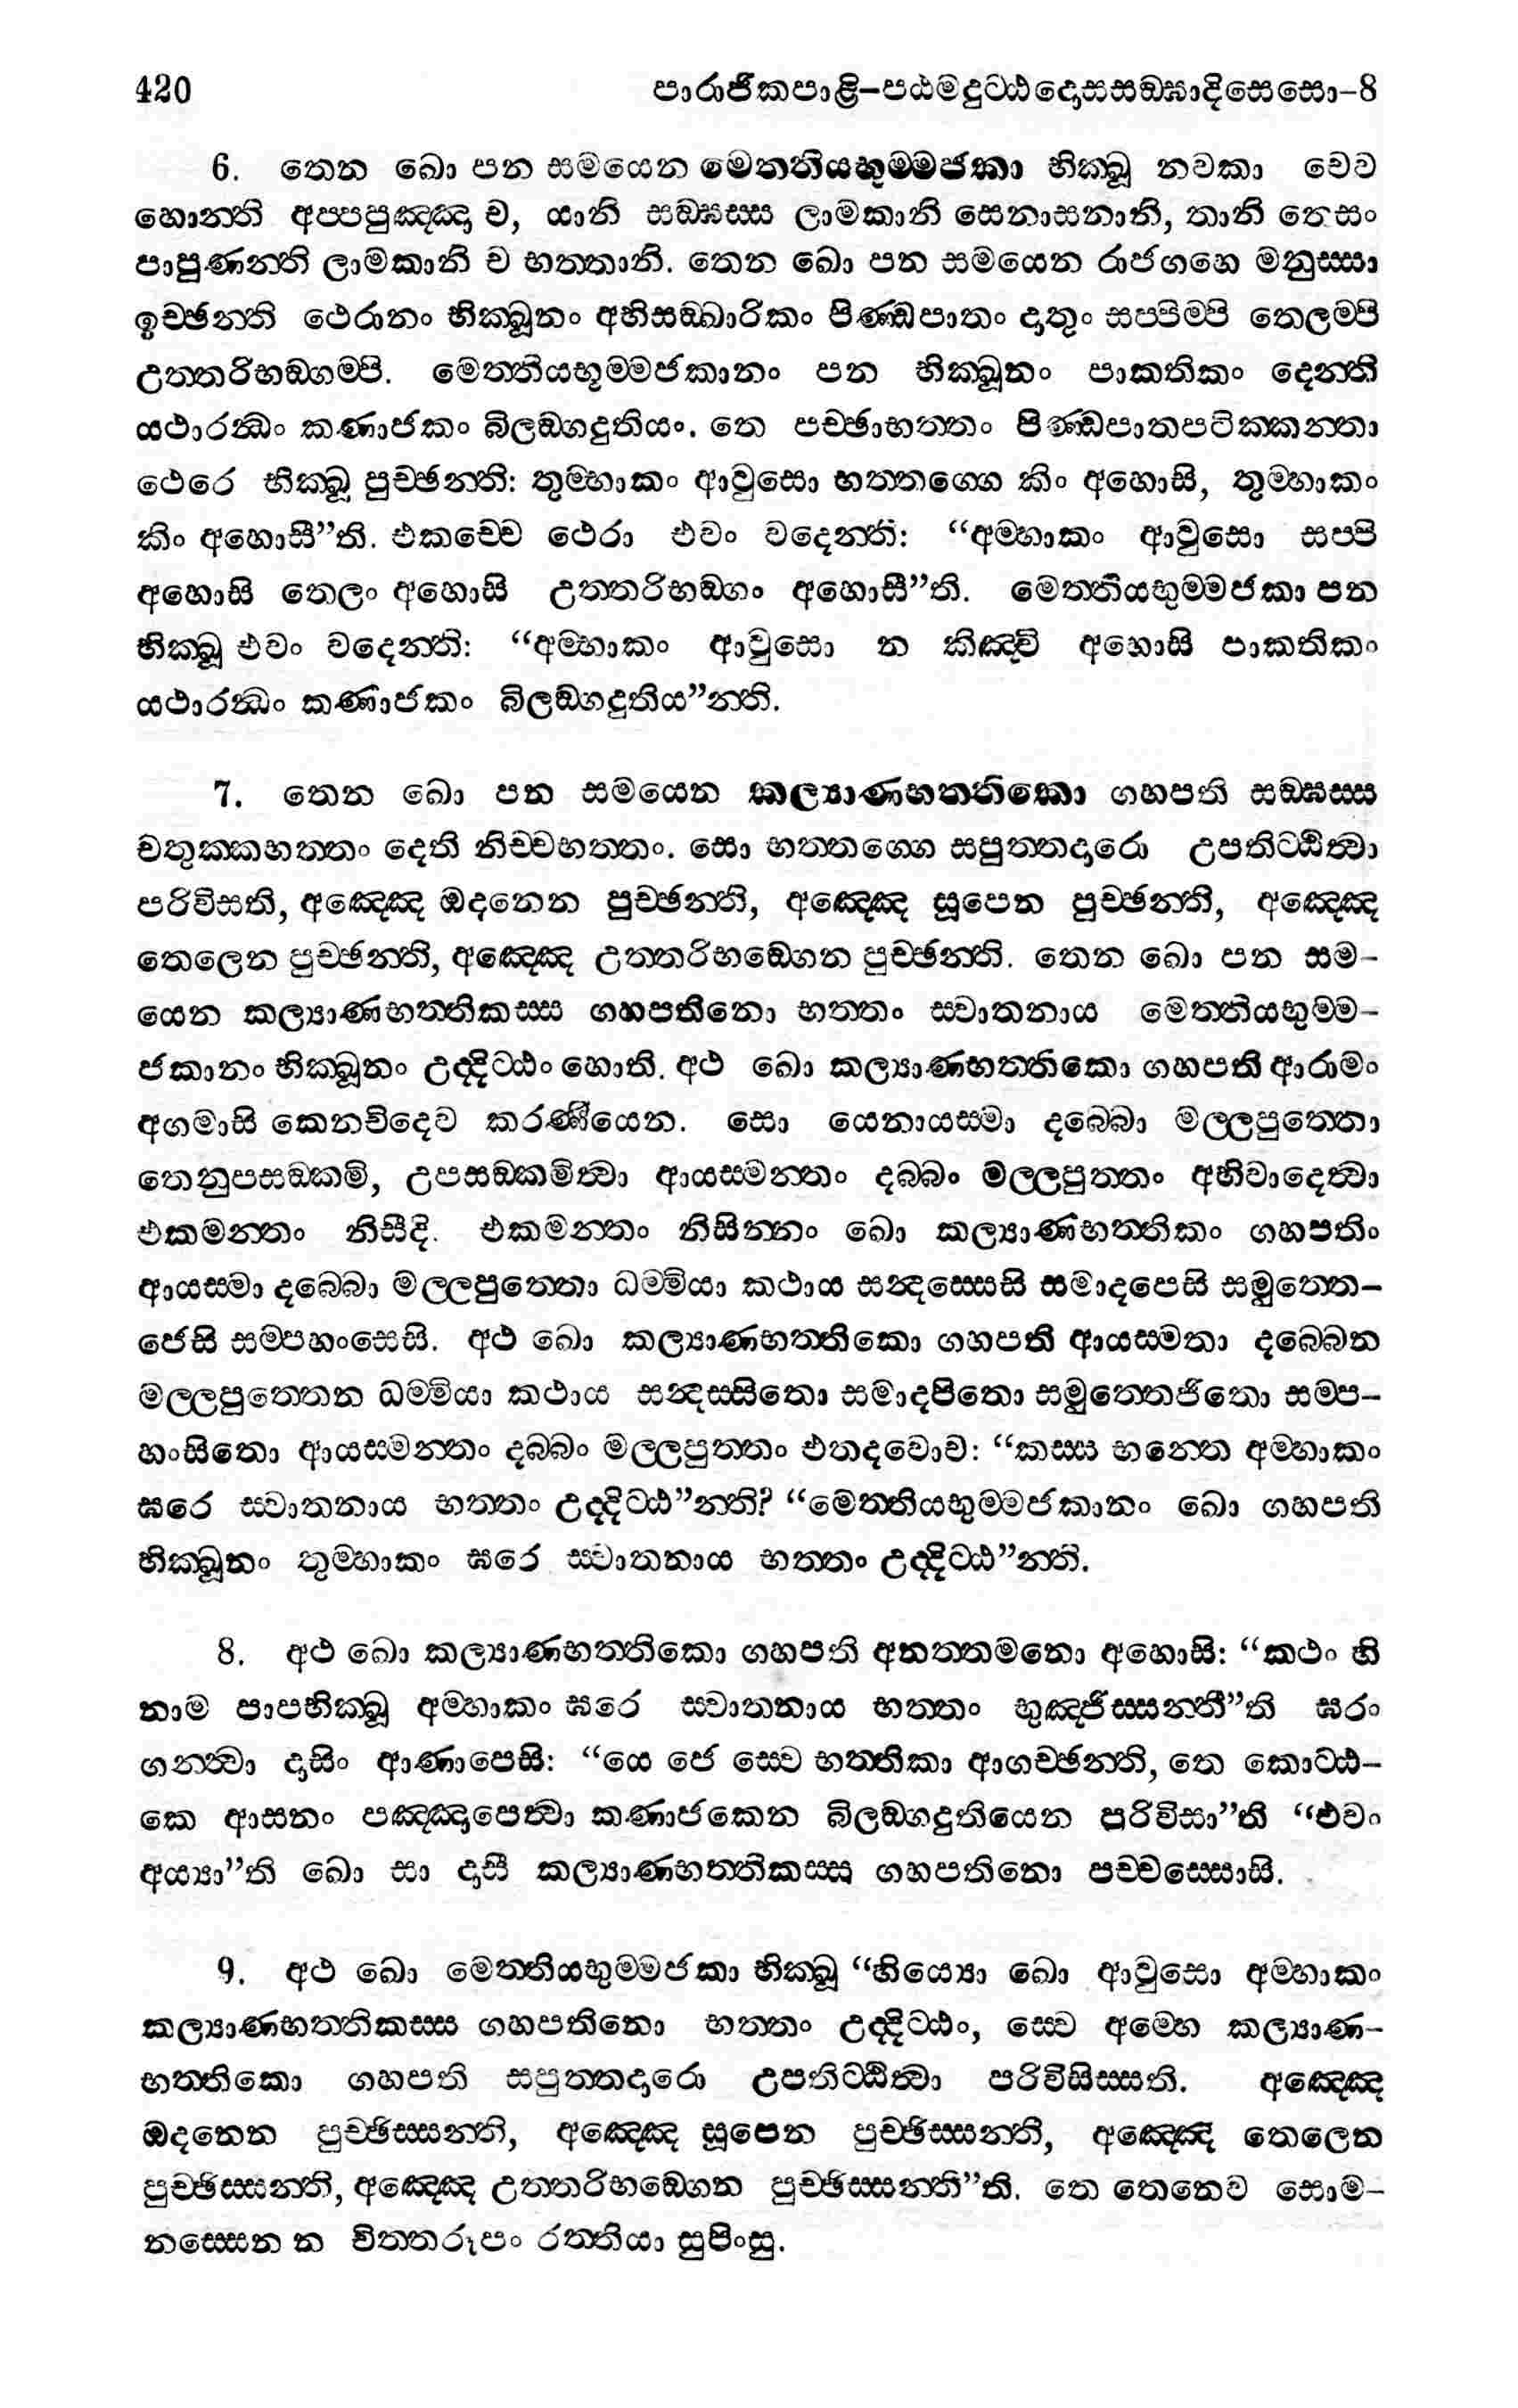 420 පාරාජිකපාළි–පඨමදුට්ඨදොසසඞ්ඝාදිසෙසො–8
6. තෙන ඛො පන සමයෙන මෙත්තියභුම්මජකා භික්ඛූ නවකා චෙව
හොන්ති අප්පපුඤ්ඤා ච, යානි සඞ්ඝස්ස ලාමකානි සෙනාසනානි, තානි තෙසං
පාපුණන්ති ලාමකානි ච භත්තානි. තෙන ඛො පන සමයෙන රාජගහෙ මනුස්සා
ඉච්ඡන්ති ථෙරානං භික්ඛූනං අභිසඞ්ඛාරිකං පිණ්ඩපාතං දාතුං සප්පිම්පි තෙලම්පි
උත්තරිභඞ්ගම්පි. මෙත්තියභූම්මජකානං පන භික්ඛූනං පාකතිකං දෙන්ති
යථාරන්ධං කණාජකං බිලඞ්ගදුතියං. තෙ පච්ඡාභත්තං පිණ්ඩපාතපටික්කන්තා
ථෙරෙ භික්ඛූ පුච්ඡන්ති: තුම්භාකං ආවුසො භත්තග්ගෙ කිං අහොසි, තුම්හාකං
කිං අහොසී”ති. එකච්චෙ ථෙරා එවං වදෙන්ති: “අම්හාකං ආවුසො සප්පි
අහොසි තෙලං අහොසි උත්තරිභඞ්ගං අහොසී”ති. මෙත්තියභුම්මජකා පන
භික්ඛූ එවං වදෙන්ති: “අම්හාකං ආවුසො න කිඤ්චි අහොසි පාකතිකං
යථාරන්ධං කණාජකං බිලඞ්ගදුතිය”න්ති.
7. තෙන ඛො පන සමයෙන කල්‍යාණභත්තිකො ගහපති සඞ්ඝස්ස
චතුක්කභත්තං දෙති නිච්චභත්තං. සො භත්තග්ගෙ සපුත්තදාරො උපතිට්ඨිත්වා
පරිවිසති, අඤ්ඤෙ ඔදනෙන පුච්ඡන්ති, අඤ්ඤෙ සූපෙන පුච්ඡන්ති, අඤ්ඤෙ
තෙලෙන පුච්ඡන්ති, අඤ්ඤෙ උත්තරිභඞ්ගෙන පුච්ඡන්ති. තෙන ඛො පන සම–
යෙන කල්‍යාණභත්තිකස්ස ගහපතිනො භත්තං ස්වාතනාය මෙත්තියභුම්ම–
ජකානං භික්ඛූනං උද්දිට්ඨං හොති. අථ ඛො කල්‍යාණභත්තිකො ගහපති ආරාමං
අගමාසි කෙනචිදෙව කරණීයෙන. සො යෙනායස්මා දබ්බො මල්ලපුත්තො
තෙනුපසඞ්කමි, උපසඞ්කමිත්වා ආයස්මන්තං දබ්බං මල්ලපුත්තං අභිවාදෙත්වා
එකමන්තං නිසීදි. එකමන්තං නිසින්නං ඛො කල්‍යාණභත්තිකං ගහපතිං
ආයස්මා දබ්බො මල්ලපුත්තො ධම්මියා කථාය සන්දස්සෙසි සමාදපෙසි සමුත්තෙ–
ජෙසි සම්පහංසෙසි. අථ ඛො කල්‍යාණභත්තිකො ගහපති ආයස්මතා දබ්බෙන
මල්ලපුත්තෙන ධම්මියා කථාය සන්දස්සිතො සමාදපිතො සමුත්තෙජිතො සම්ප–
හංසිතො ආයස්මන්තං දබ්බං මල්ලපුත්තං එතදවොච: “කස්ස භන්තෙ අම්හාකං
ඝරෙ ස්වාතනාය භත්තං උද්දිට්ඨ”න්ති? “මෙත්තියභුම්මජකානං ඛො ගහපති
භික්ඛූනං තුම්හාකං ඝරෙ ස්වාතනාය භත්තං උද්දිට්ඨ”න්ති.
8. අථ ඛො කල්‍යාණභත්තිකො ගහපති අනත්තමනො අහොසි: “කථං හි
නාම පාපභික්ඛූ අම්හාකං ඝරෙ ස්වාතනාය භත්තං භුඤ්ජිස්සන්තී”ති ඝරං
ගන්ත්වා දාසිං ආණාපෙසි: “යෙ ජෙ ස්වෙ භත්තිකා ආගච්ඡන්ති, තෙ කොට්ඨ–
කෙ ආසනං පඤ්ඤාපෙත්වා කණාජකෙන බිලඞ්ගදුතියෙන පරිවිසා”ති “එවං
අය්‍යා”ති ඛො සා දාසී කල්‍යාණභත්තිකස්ස ගහපතිනො පච්චස්සොසි.
9. අථ ඛො මෙත්තියභුම්මජකා භික්ඛූ “හියෙ‍්‍යා ඛො ආවුසො අම්හාකං
කල්‍යාණභත්තිකස්ස ගහපතිනො භත්තං උද්දිට්ඨං, ස්වෙ අම්හෙ කල්‍යාණ–
භත්තිකො ගහපති සපුත්තදාරො උපතිට්ඨිත්වා පරිවිසිස්සති. අඤ්ඤෙ
ඔදනෙන පුච්ඡිස්සන්ති, අඤ්ඤෙ සූපෙන පුච්ඡිස්සන්ති, අඤ්ඤෙ තෙලෙන
පුච්ඡිස්සන්ති, අඤ්ඤෙ උත්තරිභඞ්ගෙන පුච්ඡිස්සන්ති”ති. තෙ තෙනෙව සොම–
නස්සෙන න චිත්තරූපං රත්තියා සුපිංසු.